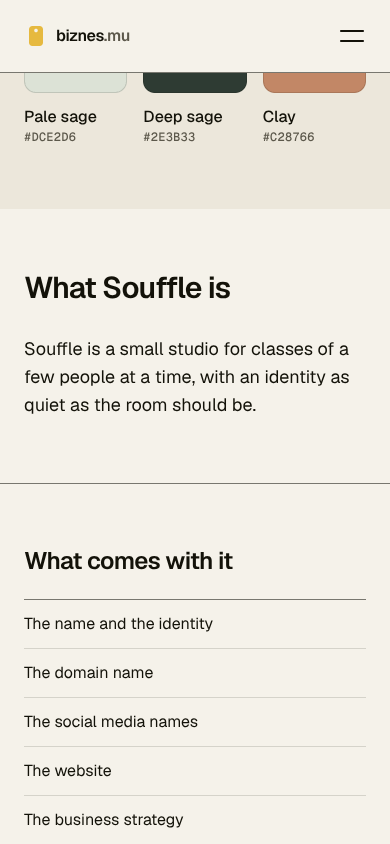 biznes.mu
Pale sage
#DCE2D6
Deep sage
#2E3B33
Clay
#C28766
What Souffle is
Souffle is a small studio for classes of a
few people at a time, with an identity as
quiet as the room should be.
What comes with it
The name and the identity
The domain name
The social media names
The website
The business strategy